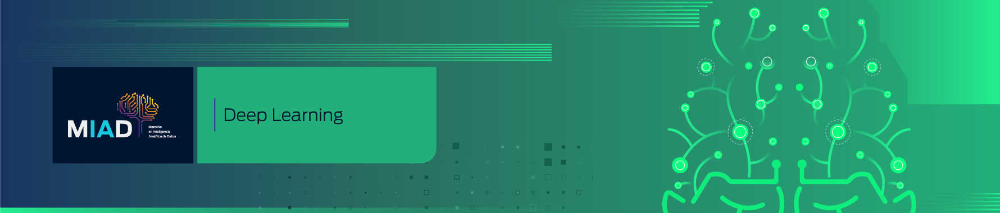 MIAD
Maestría
en Inteligencia
Analítica de Datos
Deep Learning